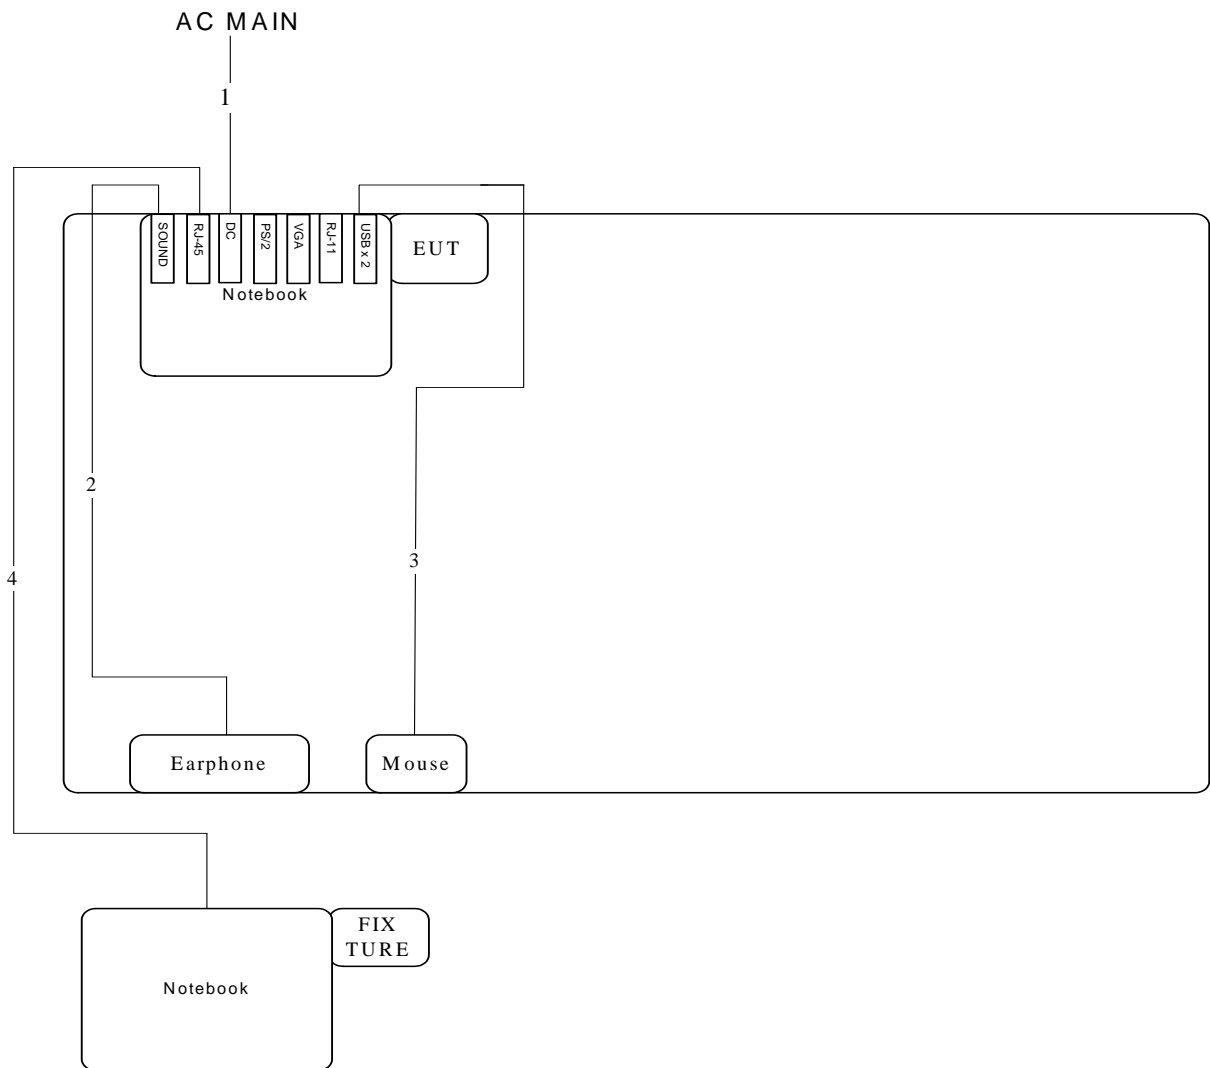 AC MAIN
1
SOUND
RJ-45
DC
PS/2
VGA
RJ-11
USB x 2
EUT
Notebook
2
3
4
Earphone
Mouse
FIX
TURE
Notebook